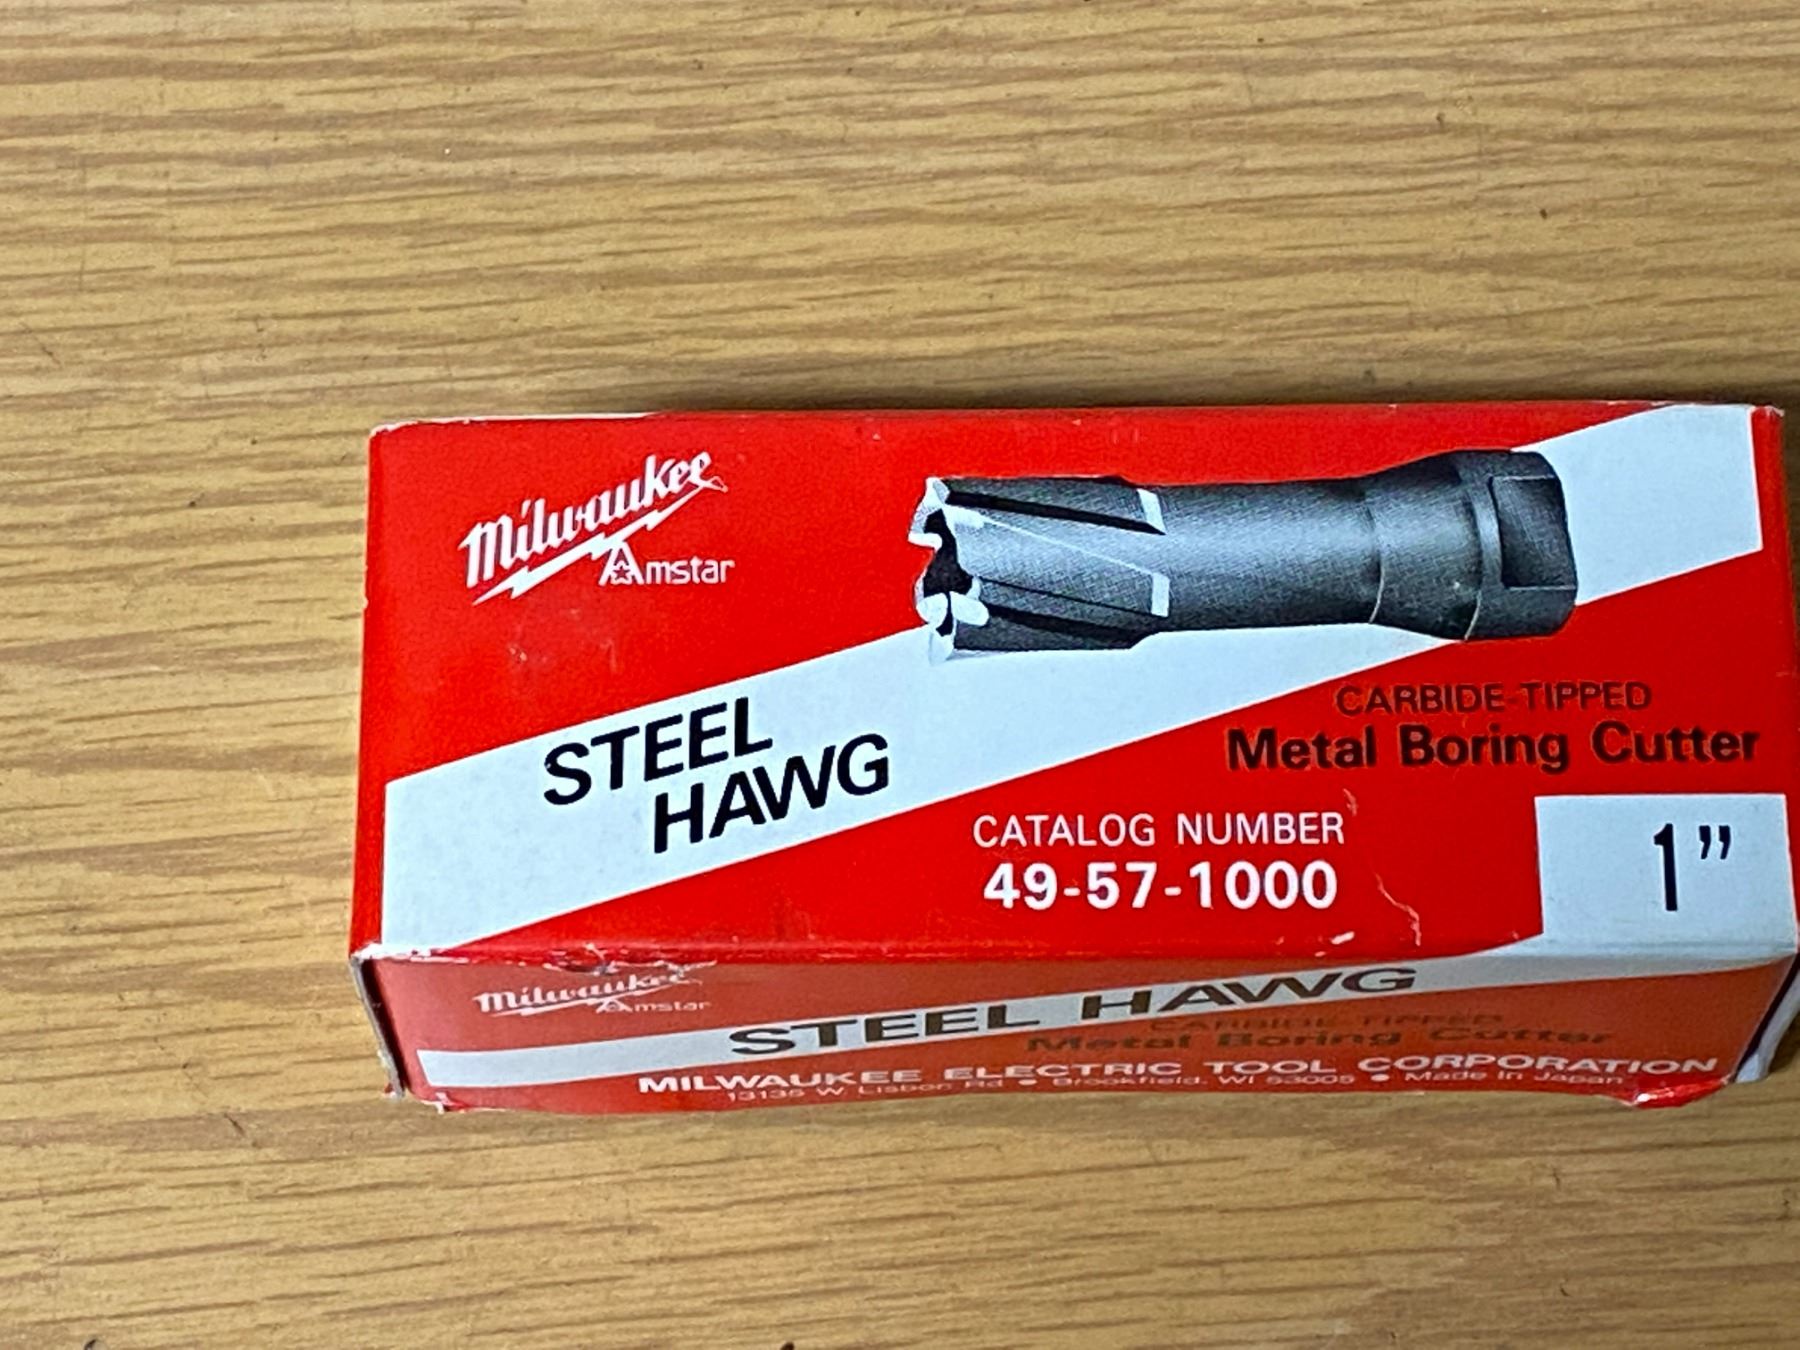 Milwaukee
Amstar
STEEL
HAWG
CARBIDE-TIPPED
Metal Boring Cutter
CATALOG NUMBER
49-57-1000
1”
Milwaukee
Amstar
STEEL HAWG
CARBIDE TIPPED
Metal Boring Cutter
MILWAUKEE ELECTRIC TOOL CORPORATION
13135 W. Lisbon Rd • Brookfield, WI 53005 • Made In Japan